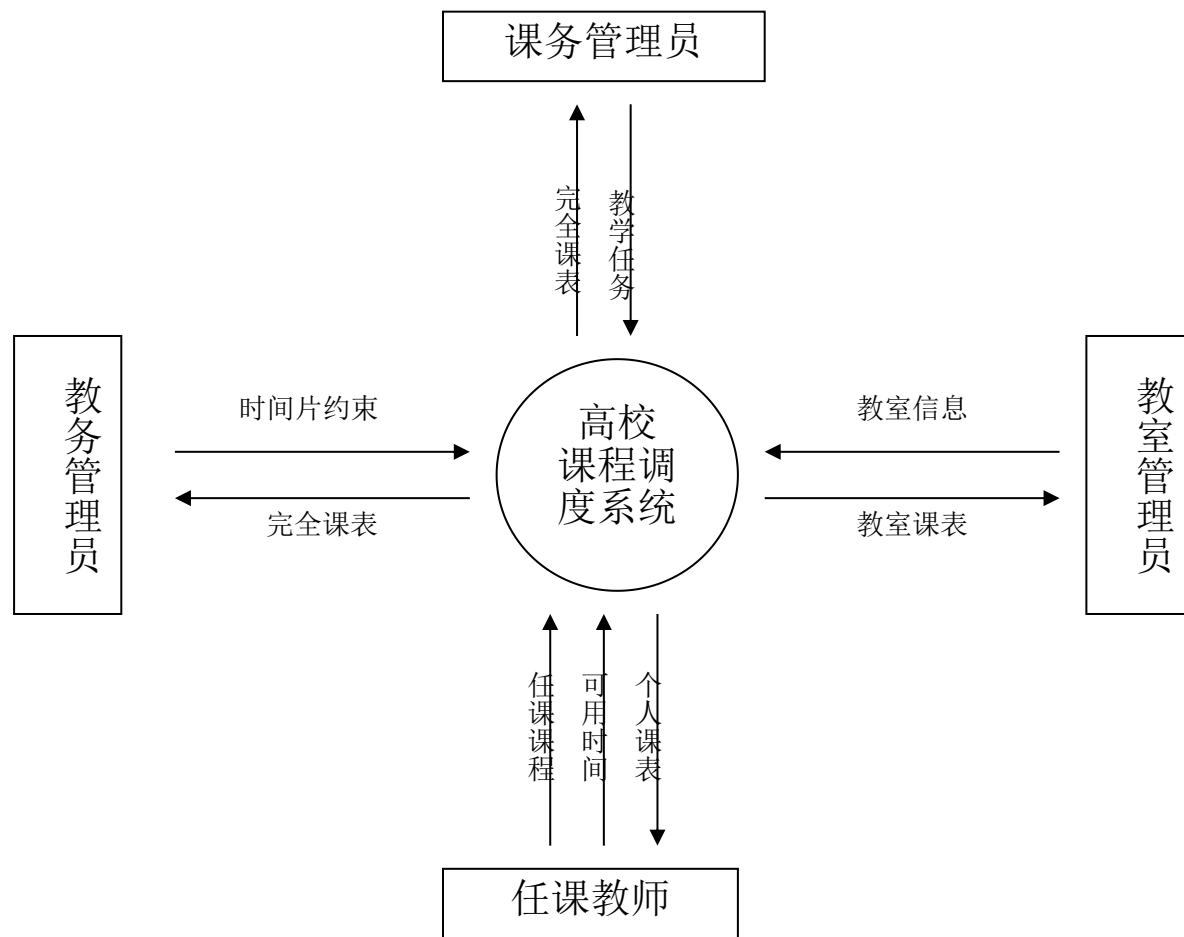 课务管理员
完全课表
教学任务
教务管理员
时间片约束
完全课表
高校
课程调
度系统
教室信息
教室课表
教室管理员
任课课程
可用时间
个人课表
任课教师